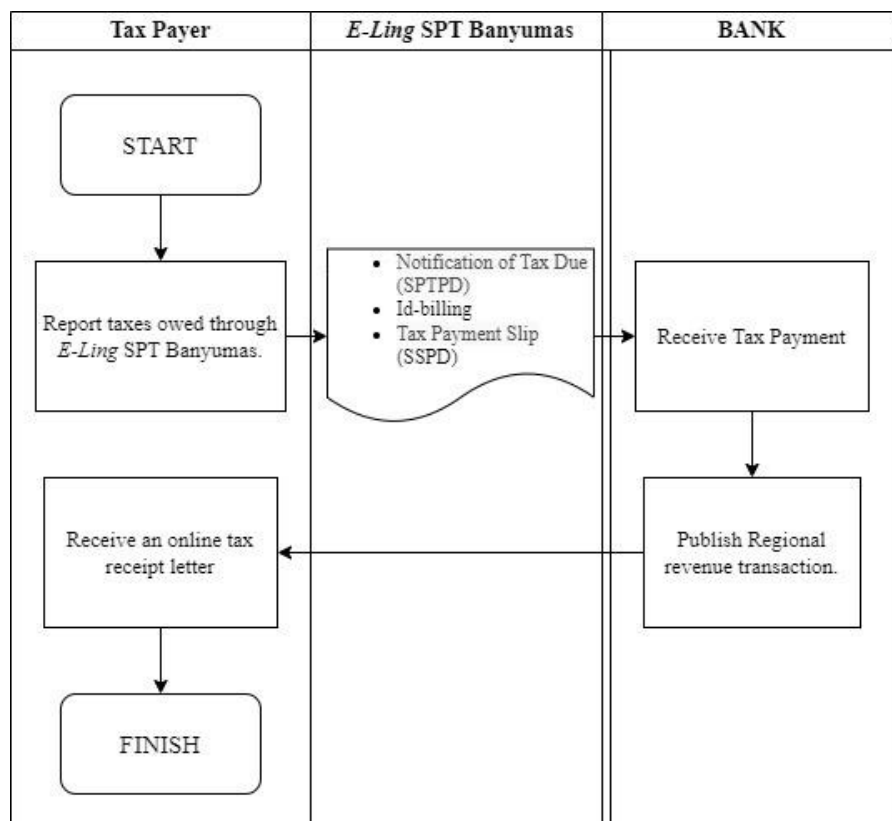 Tax Payer
E-Ling SPT Banyumas
BANK
START
Report taxes owed through
E-Ling SPT Banyumas.
• Notification of Tax Due
(SPTPD)
• Id-billing
• Tax Payment Slip
(SSPD)
Receive Tax Payment
Publish Regional
revenue transaction.
Receive an online tax
receipt letter
FINISH